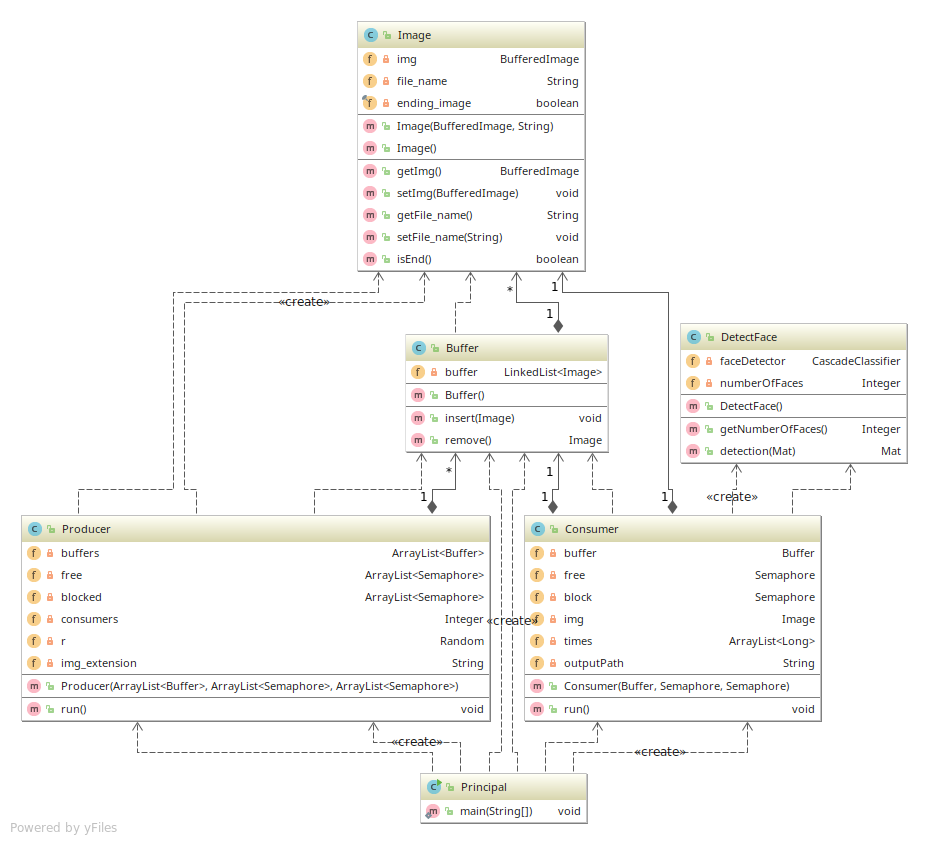 Image
img BufferedImage
file_name String
ending_image boolean
Image(BufferedImage, String)
Image()
getImg() BufferedImage
setImg(BufferedImage) void
getFile_name() String
setFile_name(String) void
isEnd() boolean
«create»
*
1
1
Buffer
buffer LinkedList<Image>
Buffer()
insert(Image) void
remove() Image
DetectFace
faceDetector CascadeClassifier
numberOfFaces Integer
DetectFace()
getNumberOfFaces() Integer
detection(Mat) Mat
*
1
1
1
1
«create»
Producer
buffers ArrayList<Buffer>
free ArrayList<Semaphore>
blocked ArrayList<Semaphore>
consumers Integer
r Random
img_extension String
Producer(ArrayList<Buffer>, ArrayList<Semaphore>, ArrayList<Semaphore>)
run() void
«create»
Consumer
buffer Buffer
free Semaphore
block Semaphore
img Image
times ArrayList<Long>
outputPath String
Consumer(Buffer, Semaphore, Semaphore)
run() void
«create»
«create»
Principal
main(String[]) void
Powered by yFiles